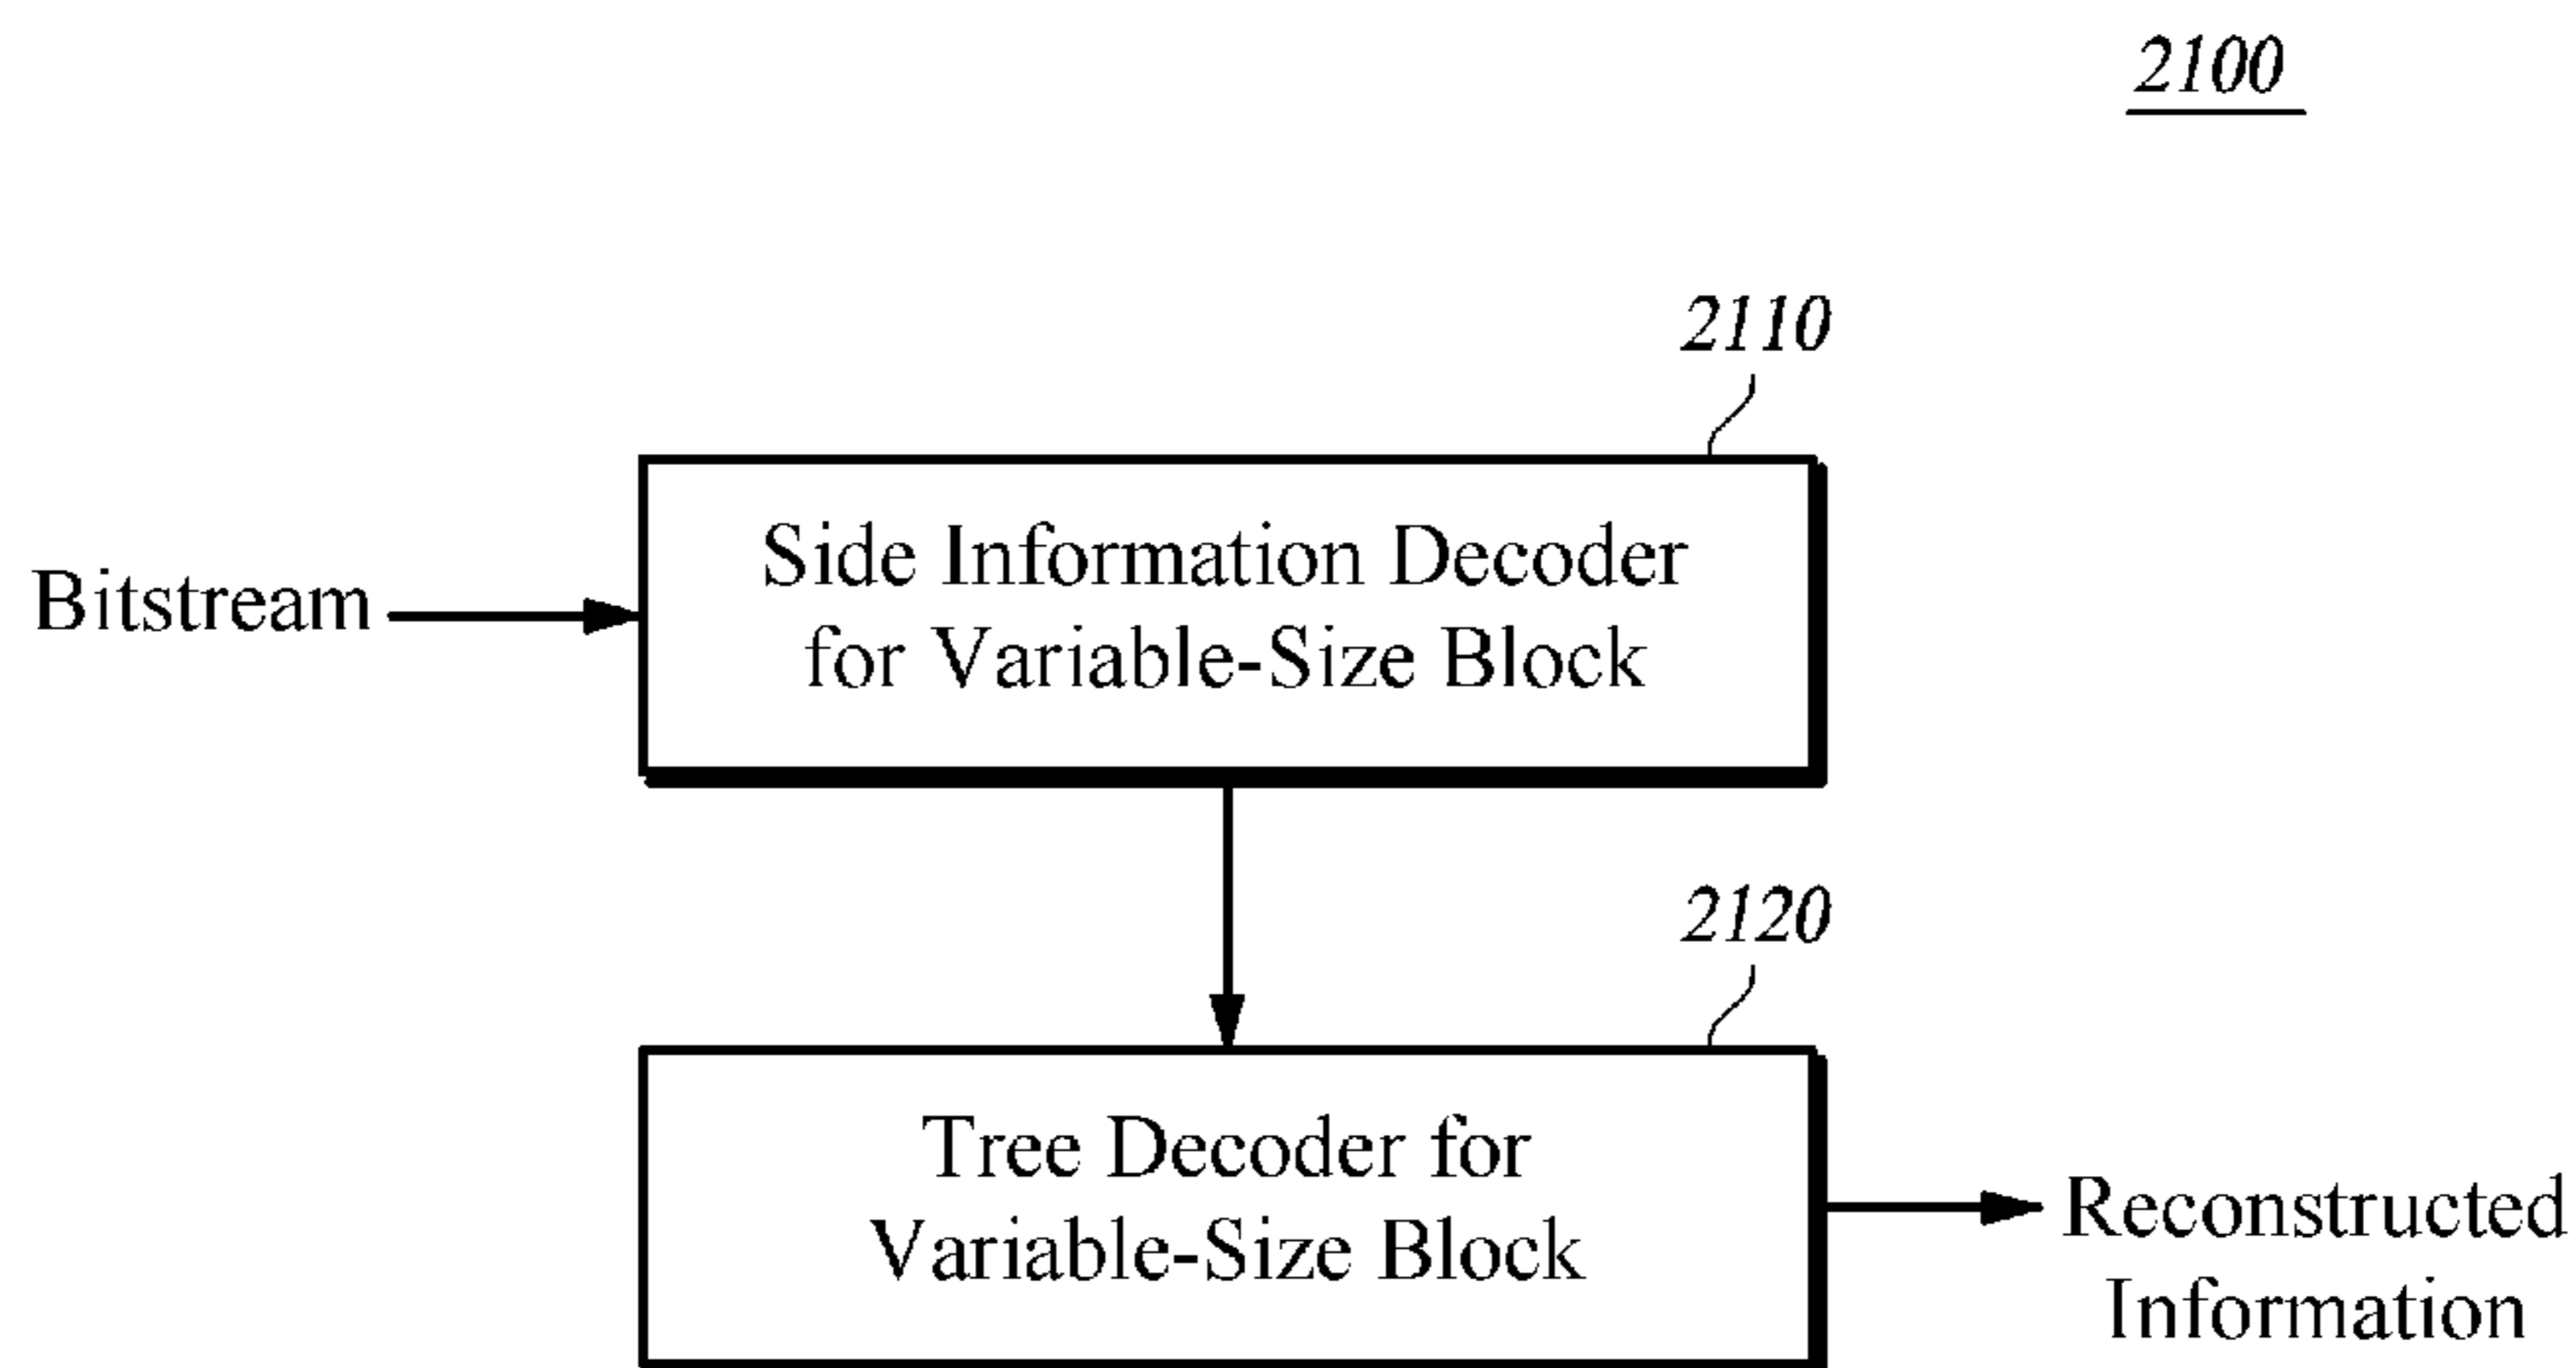 2100
2110
Side Information Decoder
for Variable-Size Block
Bitstream
2120
Tree Decoder for
Variable-Size Block
Reconstructed
Information